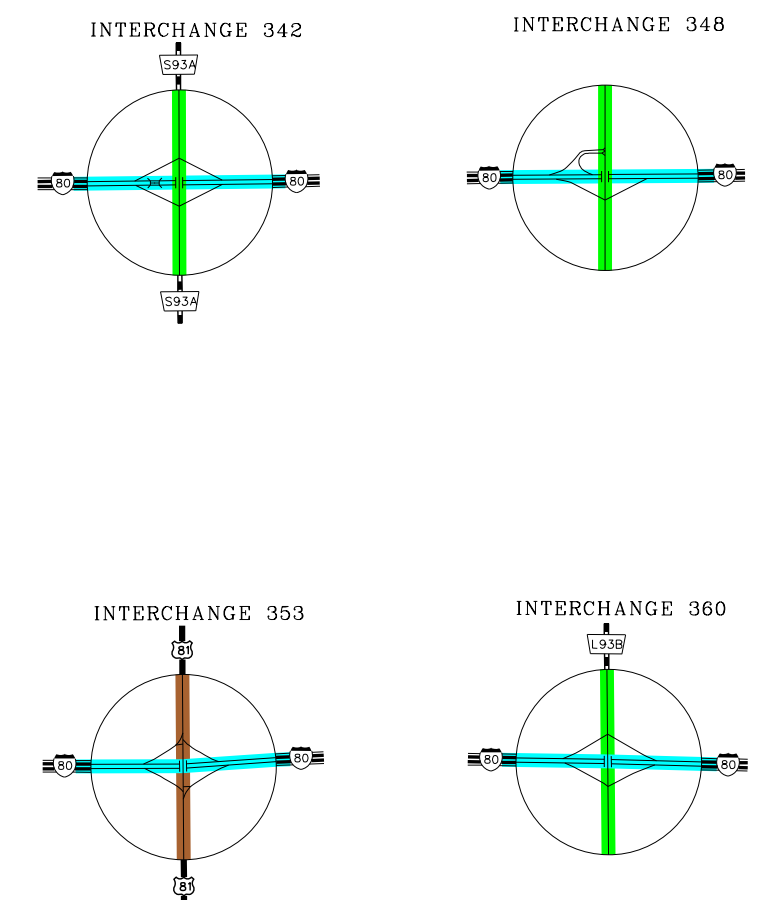 INTERCHANGE 342
S93A
80
80
S93A
INTERCHANGE 348
80
80
INTERCHANGE 353
81
80
80
81
INTERCHANGE 360
L93B
80
80